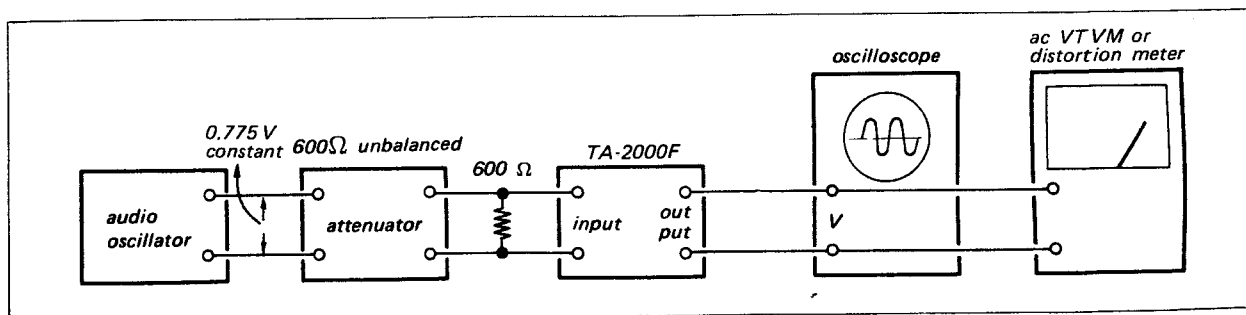 audio
oscillator
0.775 V
constant
600Ω unbalanced
attenuator
600 Ω
TA-2000F
input
out
put
oscilloscope
V
ac VTVM or
distortion meter